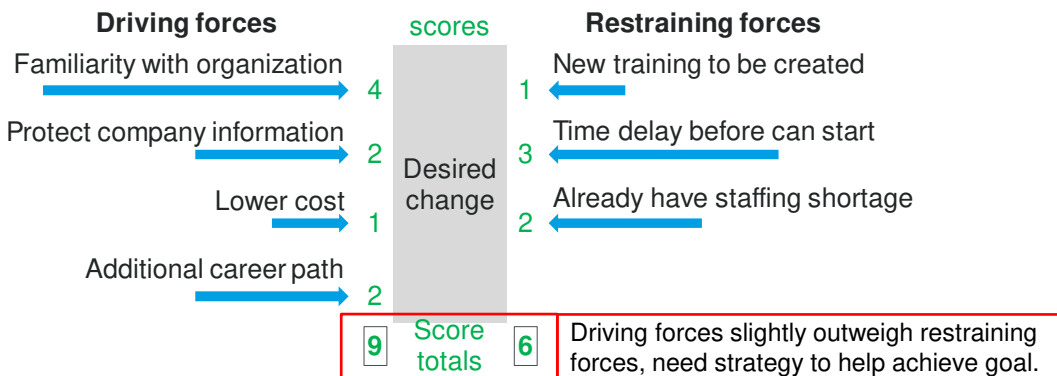 Driving forces
scores
Restraining forces
Familiarity with organization
4
1
New training to be created
Protect company information
2
3
Time delay before can start
Desired
change
Lower cost
1
2
Already have staffing shortage
Additional career path
2
9
Score
totals
6
Driving forces slightly outweigh restraining
forces, need strategy to help achieve goal.